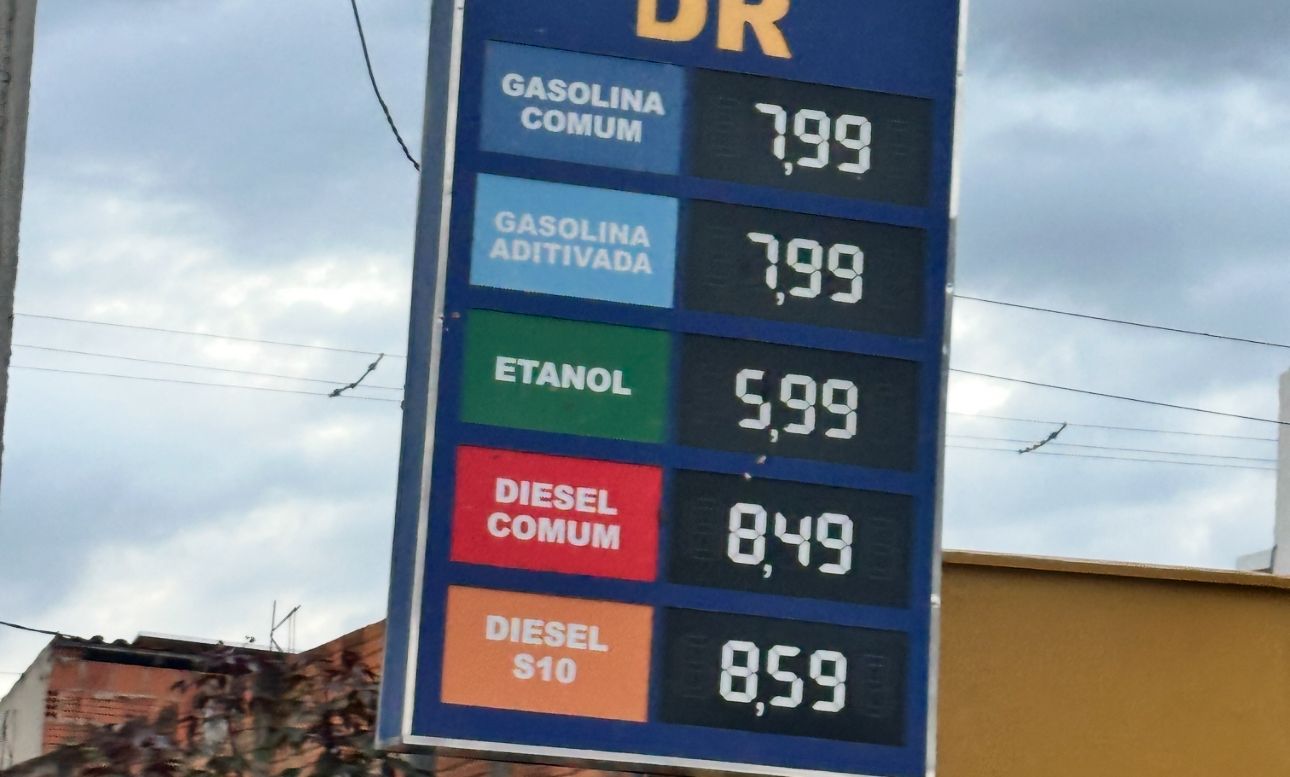 DR
GASOLINA
COMUM
7,99
GASOLINA
ADITIVADA
7,99
ETANOL
5,99
DIESEL
COMUM
8,49
DIESEL
S10
8,59